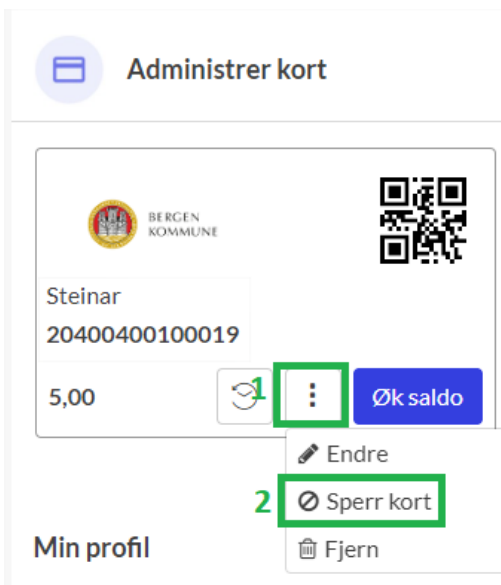 Administrer kort
BERGEN
KOMMUNE
Steinar
20400400100019
5,00
1
Øk saldo
Endre
2
Sperr kort
Fjern
Min profil